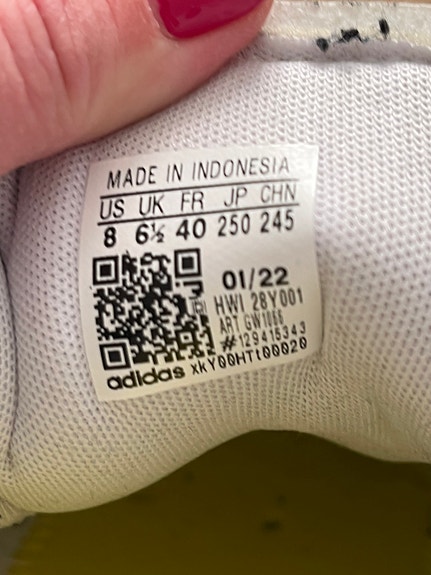 MADE IN INDONESIA
US UK FR JP CHN
8 6½ 40 250 245
01/22
HWI 28Y001
ART GW1066
#129415343
adidas xkY00HTt00020